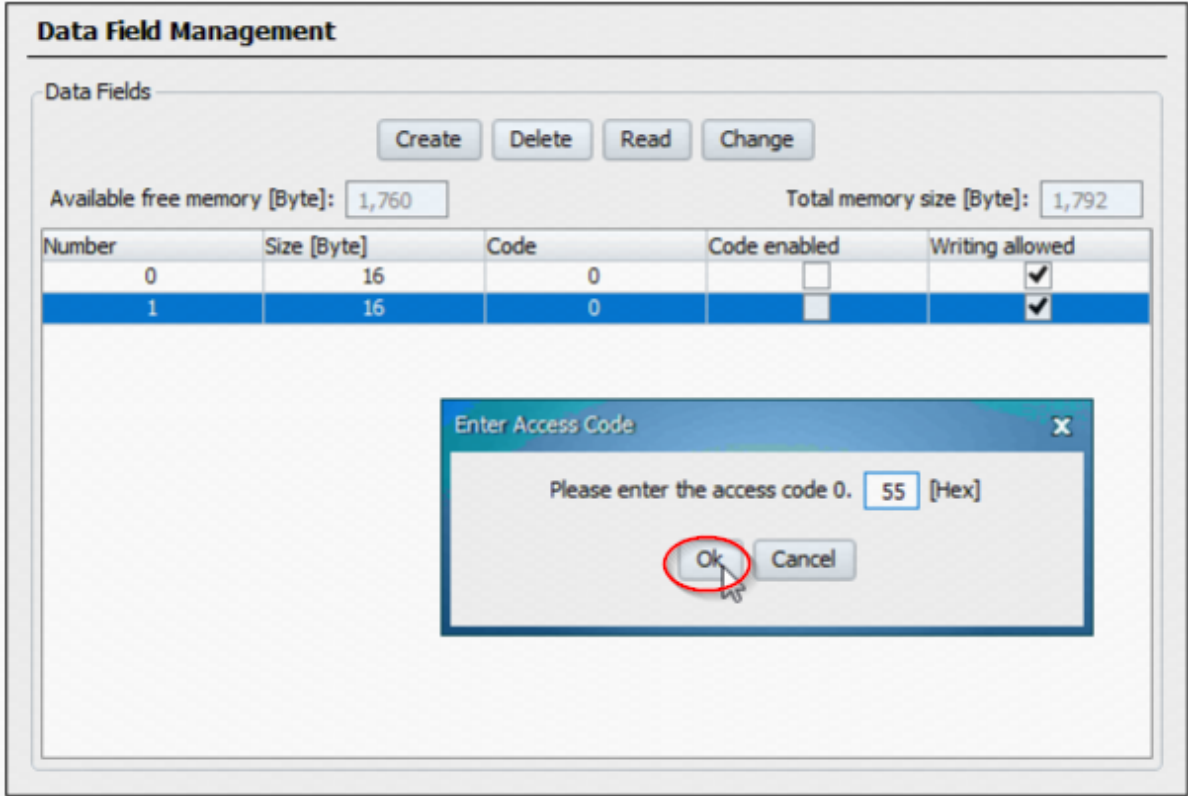 Data Field Management
Data Fields
Create Delete Read Change
Available free memory [Byte]: 1,760 Total memory size [Byte]: 1,792
Number Size [Byte] Code Code enabled Writing allowed
0 16 0
1 16 0
Enter Access Code x
Please enter the access code 0. 55 [Hex]
Ok Cancel